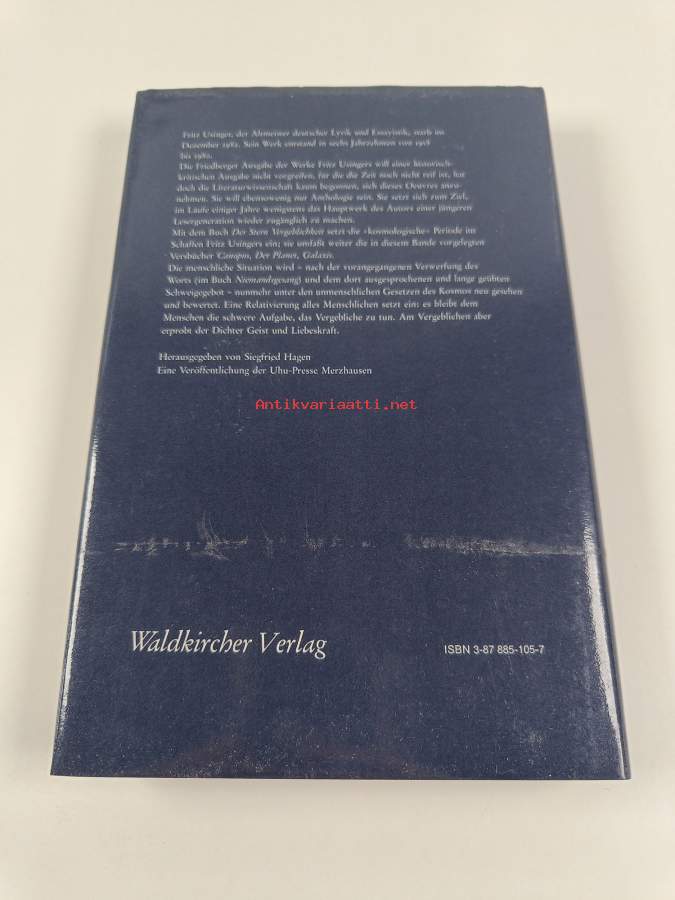 Fritz Usinger, der Altmeister deutscher Lyrik und Essayistik, starb im
Dezember 1982. Sein Werk entstand in sechs Jahrzehnten von 1918
bis 1980.
Die Friedberger Ausgabe der Werke Fritz Usingers will einer historisch-
kritischen Ausgabe nicht vorgreifen, für die die Zeit noch nicht reif ist, hat
doch die Literaturwissenschaft kaum begonnen, sich dieses Oeuvres anzu-
nehmen. Sie will ebensowenig nur Anthologie sein. Sie setzt sich zum Ziel,
im Laufe einiger Jahre wenigstens das Hauptwerk des Autors einer jüngeren
Lesergeneration wieder zugänglich zu machen.
Mit dem Buch Der Stern Vergeblichkeit setzt die »kosmologische« Periode im
Schaffen Fritz Usingers ein; sie umfaßt weiter die in diesem Bande vorgelegten
Versbücher Canopus, Der Planet, Galaxis.
Die menschliche Situation wird – nach der vorangegangenen Verwerfung des
Worts (im Buch Niemandsgesang) und dem dort ausgesprochenen und lange geübten
Schweigegebot – nunmehr unter den unmenschlichen Gesetzen des Kosmos neu gesehen
und bewertet. Eine Relativierung alles Menschlichen setzt ein: es bleibt dem
Menschen die schwere Aufgabe, das Vergebliche zu tun. Am Vergeblichen aber
erprobt der Dichter Geist und Liebeskraft.
Herausgegeben von Siegfried Hagen
Eine Veröffentlichung der Uhu-Presse Merzhausen
Antikvariaatti.net
Waldkircher Verlag
ISBN 3-87 885-105-7